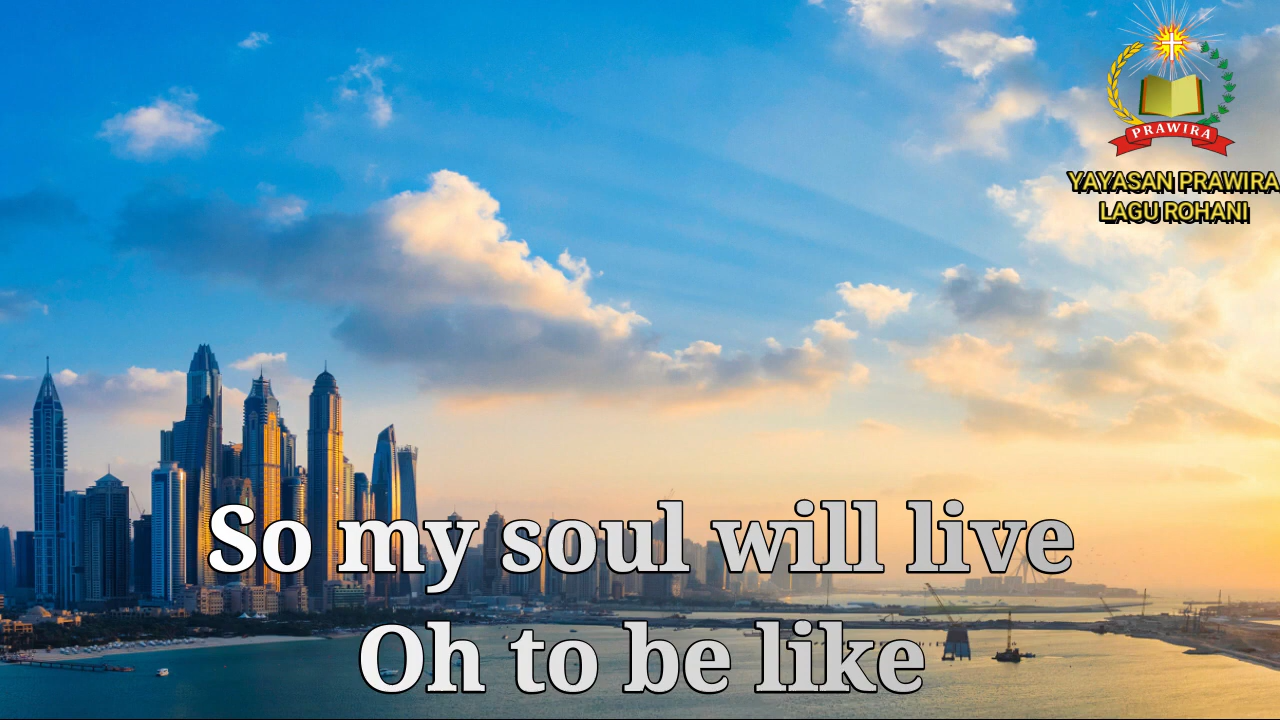 PRAWIRA
YAYASAN PRAWIRA
LAGU ROHANI
So my soul will live
Oh to be like